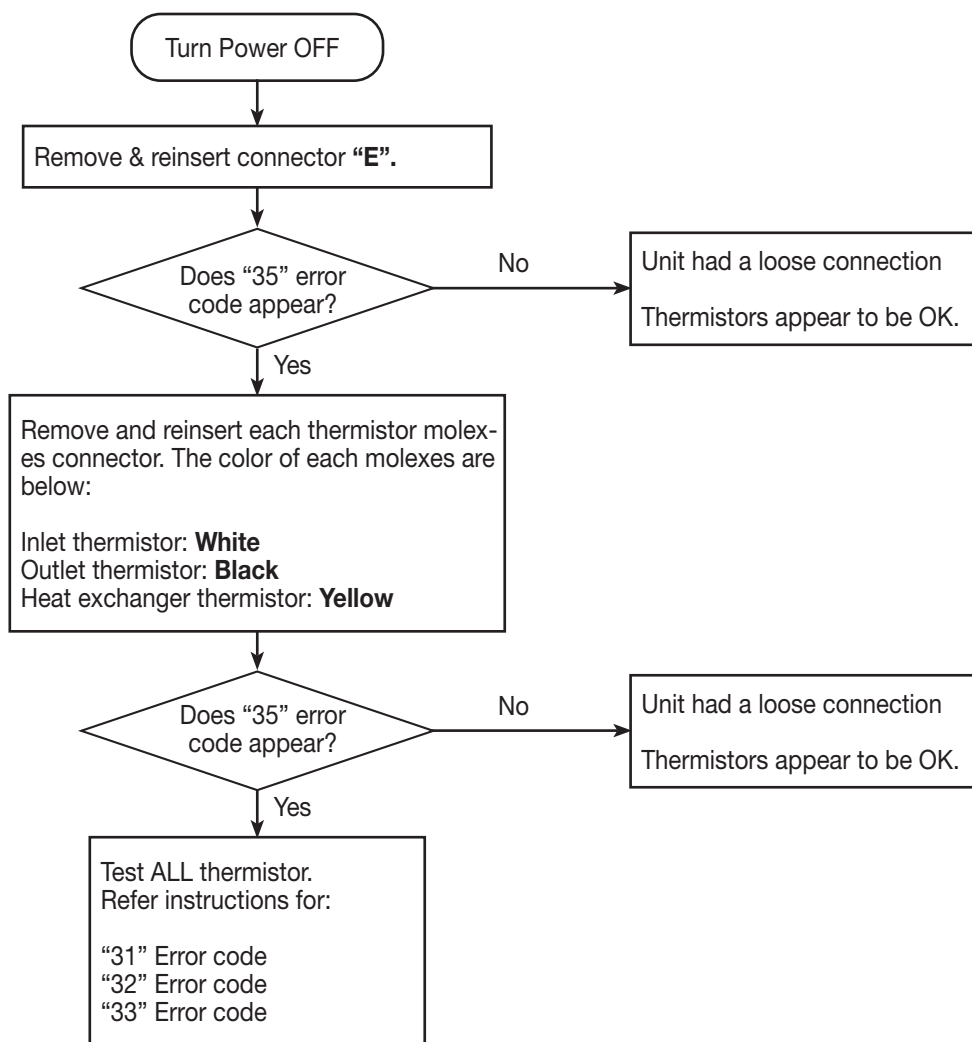 Turn Power OFF
Remove & reinsert connector “E”.
Does “35” error
code appear?
No
Unit had a loose connection
Thermistors appear to be OK.
Yes
Remove and reinsert each thermistor molex-
es connector. The color of each molexes are
below:
Inlet thermistor: White
Outlet thermistor: Black
Heat exchanger thermistor: Yellow
Does “35” error
code appear?
No
Unit had a loose connection
Thermistors appear to be OK.
Yes
Test ALL thermistor.
Refer instructions for:
“31” Error code
“32” Error code
“33” Error code